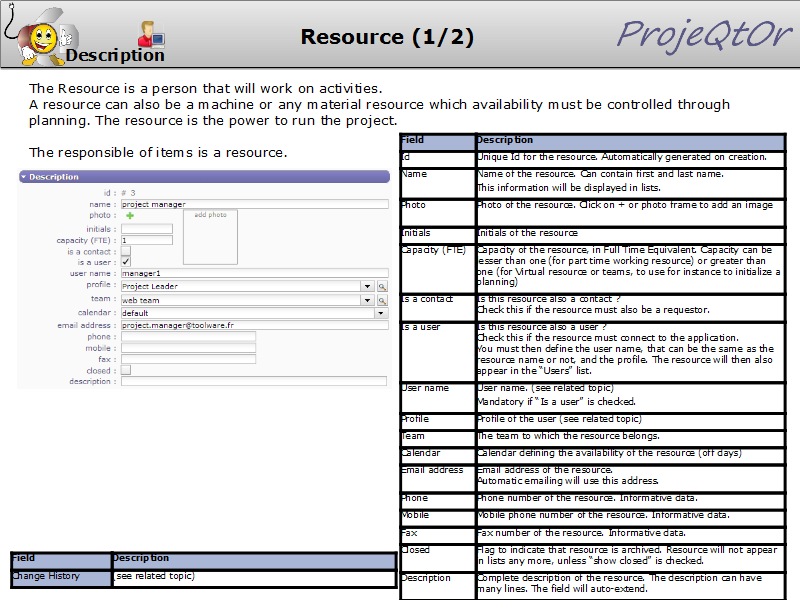 Description
Resource (1/2)
ProjeQtOr
The Resource is a person that will work on activities.
A resource can also be a machine or any material resource which availability must be controlled through
planning. The resource is the power to run the project.
The responsible of items is a resource.
Description
id : # 3
name : project manager
photo : add photo
initials :
capacity (FTE) : 1
is a contact :
is a user :
user name : manager1
profile : Project Leader
team : web team
calendar : default
email address : project.manager@toolware.fr
phone :
mobile :
fax :
closed :
description :
Field Description
Id Unique Id for the resource. Automatically generated on creation.
Name Name of the resource. Can contain first and last name.
This information will be displayed in lists.
Photo Photo of the resource. Click on + or photo frame to add an image
Initials Initials of the resource
Capacity (FTE) Capacity of the resource, in Full Time Equivalent. Capacity can be
lesser than one (for part time working resource) or greater than
one (for Virtual resource or teams, to use for instance to initialize a
planning)
Is a contact Is this resource also a contact ?
Check this if the resource must also be a requestor.
Is a user Is this resource also a user ?
Check this if the resource must connect to the application.
You must then define the user name, that can be the same as the
resource name or not, and the profile. The resource will then also
appear in the “Users” list.
User name User name. (see related topic)
Mandatory if “Is a user” is checked.
Profile Profile of the user (see related topic)
Team The team to which the resource belongs.
Calendar Calendar defining the availability of the resource (off days)
Email address Email address of the resource.
Automatic emailing will use this address.
Phone Phone number of the resource. Informative data.
Mobile Mobile phone number of the resource. Informative data.
Fax Fax number of the resource. Informative data.
Closed Flag to indicate that resource is archived. Resource will not appear
in lists any more, unless “show closed” is checked.
Description Complete description of the resource. The description can have
many lines. The field will auto-extend.
Field Description
Change History (see related topic)